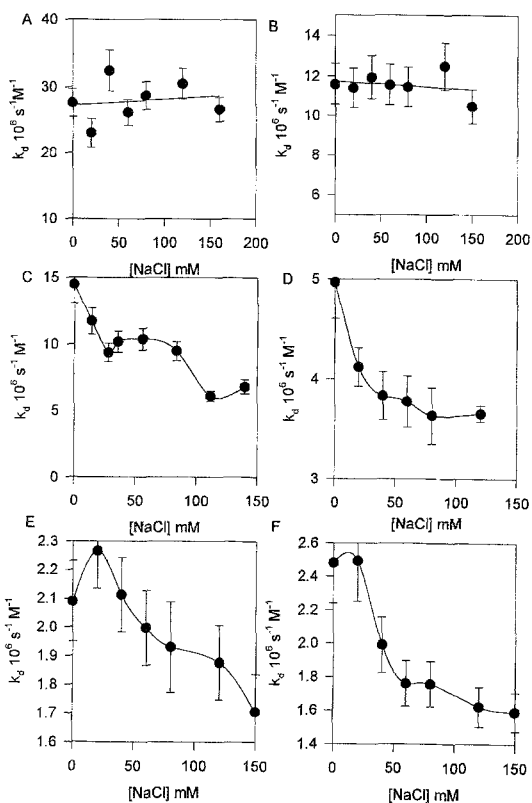 A
B
40
30
20
10
k_d 10^6 s^-1 M^-1
0 50 100 150 200
[NaCl] mM
14
12
10
8
6
k_d 10^6 s^-1 M^-1
0 50 100 150 200
[NaCl] mM
C
D
15
10
5
0
k_d 10^6 s^-1 M^-1
0 50 100 150
[NaCl] mM
5
4
3
k_d 10^6 s^-1 M^-1
0 50 100 150
[NaCl] mM
E
F
2.3
2.2
2.1
2.0
1.9
1.8
1.7
1.6
k_d 10^6 s^-1 M^-1
0 50 100 150
[NaCl] mM
2.6
2.4
2.2
2.0
1.8
1.6
1.4
k_d 10^6 s^-1 M^-1
0 50 100 150
[NaCl] mM